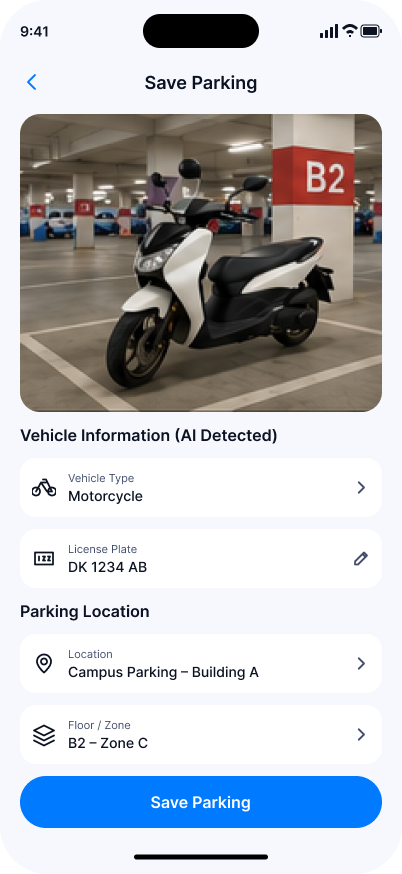 9:41
Save Parking
B2
Vehicle Information (AI Detected)
Vehicle Type
Motorcycle
License Plate
DK 1234 AB
Parking Location
Location
Campus Parking – Building A
Floor / Zone
B2 – Zone C
Save Parking